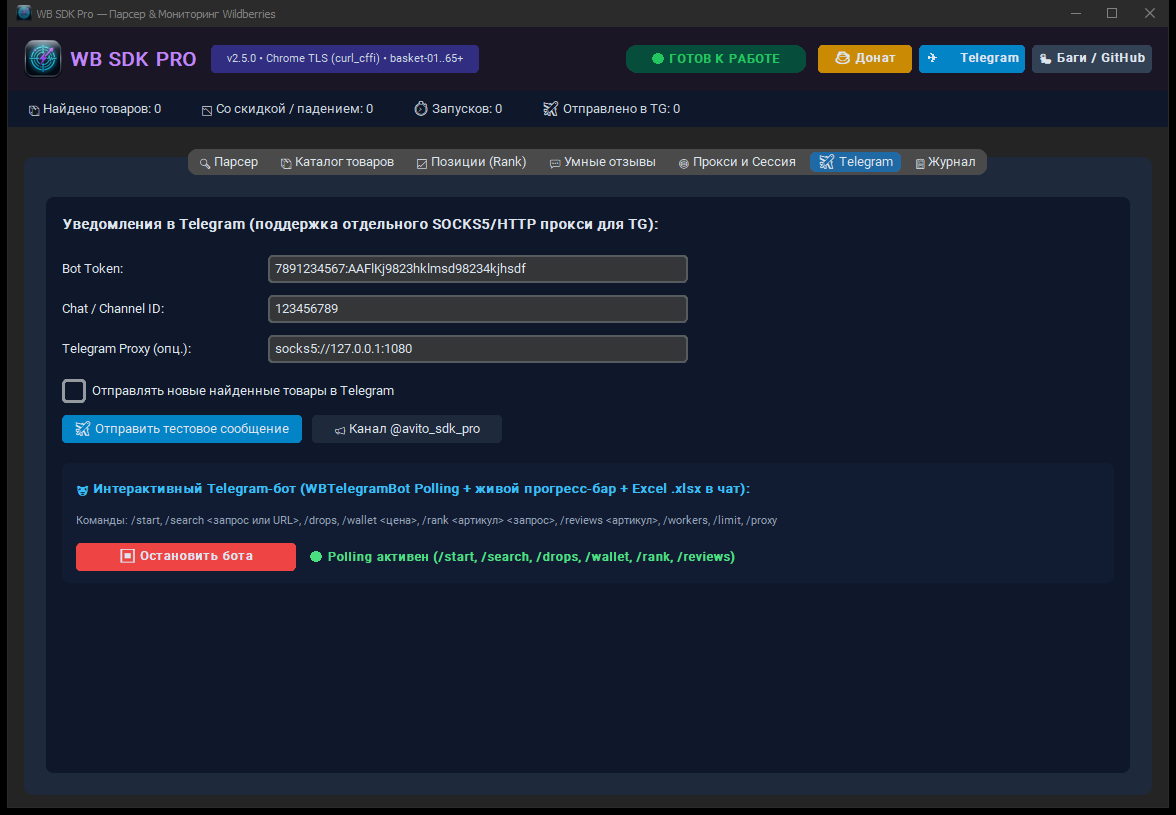 WB SDK Pro — Парсер & Мониторинг Wildberries
WB SDK PRO
v2.5.0 • Chrome TLS (curl_cffi) • basket-01..65+
ГОТОВ К РАБОТЕ
Донат
Telegram
Баги / GitHub
Найдено товаров: 0
Со скидкой / падением: 0
Запусков: 0
Отправлено в TG: 0
Парсер
Каталог товаров
Позиции (Rank)
Умные отзывы
Прокси и Сессия
Telegram
Журнал
Уведомления в Telegram (поддержка отдельного SOCKS5/HTTP прокси для TG):
Bot Token:
7891234567:AAFlKj9823hklmsd98234kjhsdf
Chat / Channel ID:
123456789
Telegram Proxy (опц.):
socks5://127.0.0.1:1080
Отправлять новые найденные товары в Telegram
Отправить тестовое сообщение
Канал @avito_sdk_pro
Интерактивный Telegram-бот (WBTelegramBot Polling + живой прогресс-бар + Excel .xlsx в чат):
Команды: /start, /search <запрос или URL>, /drops, /wallet <цена>, /rank <артикул> <запрос>, /reviews <артикул>, /workers, /limit, /proxy
Остановить бота
Polling активен (/start, /search, /drops, /wallet, /rank, /reviews)